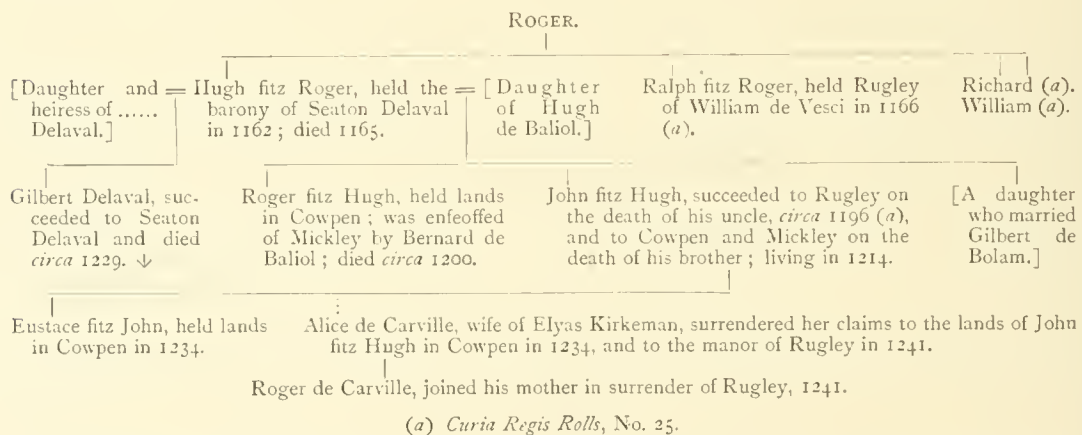 ROGER.
[Daughter and heiress of ...... Delaval.]
=
Hugh fitz Roger, held the barony of Seaton Delaval in 1162; died 1165.
=
[Daughter of Hugh de Baliol.]
Ralph fitz Roger, held Rugley of William de Vesci in 1166 (a).
Richard (a).
William (a).
Gilbert Delaval, suc-
ceeded to Seaton
Delaval and died
circa 1229. ↓
Roger fitz Hugh, held lands
in Cowpen; was enfeoffed
of Mickley by Bernard de
Baliol; died circa 1200.
John fitz Hugh, succeeded to Rugley on
the death of his uncle, circa 1196 (a),
and to Cowpen and Mickley on the
death of his brother; living in 1214.
[A daughter
who married
Gilbert de
Bolam.]
Eustace fitz John, held lands
in Cowpen in 1234.
Alice de Carville, wife of Elyas Kirkeman, surrendered her claims to the lands of John
fitz Hugh in Cowpen in 1234, and to the manor of Rugley in 1241.
Roger de Carville, joined his mother in surrender of Rugley, 1241.
(a) Curia Regis Rolls, No. 25.